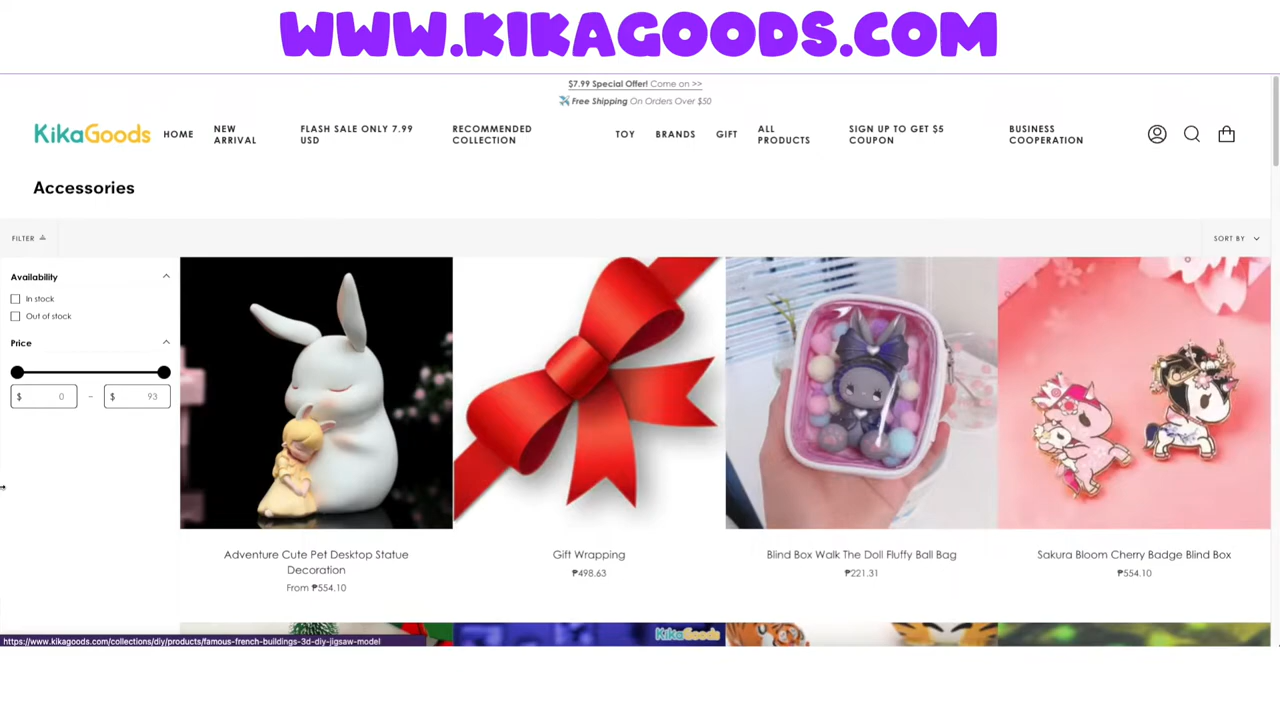 WWW.KIKAGOODS.COM
$7.99 Special Offer! Come on >>
✈️ Free Shipping On Orders Over $50
KikaGoods
HOME
NEW
ARRIVAL
FLASH SALE ONLY 7.99
USD
RECOMMENDED
COLLECTION
TOY
BRANDS
GIFT
ALL
PRODUCTS
SIGN UP TO GET $5
COUPON
BUSINESS
COOPERATION
Accessories
FILTER
SORT BY
Availability
In stock
Out of stock
Price
$ 0 – $ 93
Adventure Cute Pet Desktop Statue
Decoration
From ₱554.10
Gift Wrapping
₱498.63
Blind Box Walk The Doll Fluffy Ball Bag
₱221.31
Sakura Bloom Cherry Badge Blind Box
₱554.10
KikaGoods
https://www.kikagoods.com/collections/diy/products/famous-french-buildings-3d-diy-jigsaw-model